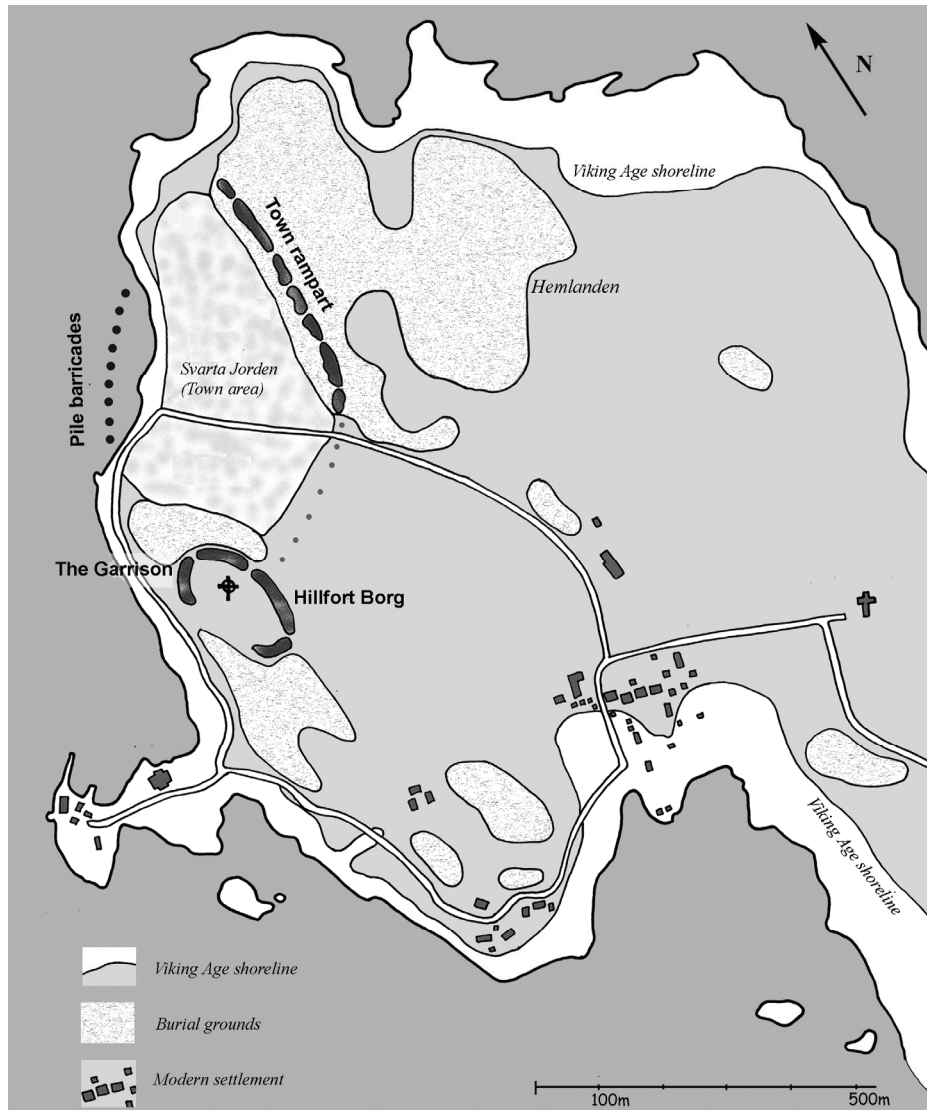 N
Viking Age shoreline
Town rampart
Hemlanden
Pile barricades
Svarta Jorden
(Town area)
The Garrison
Hillfort Borg
Viking Age shoreline
Viking Age shoreline
Burial grounds
Modern settlement
100m
500m